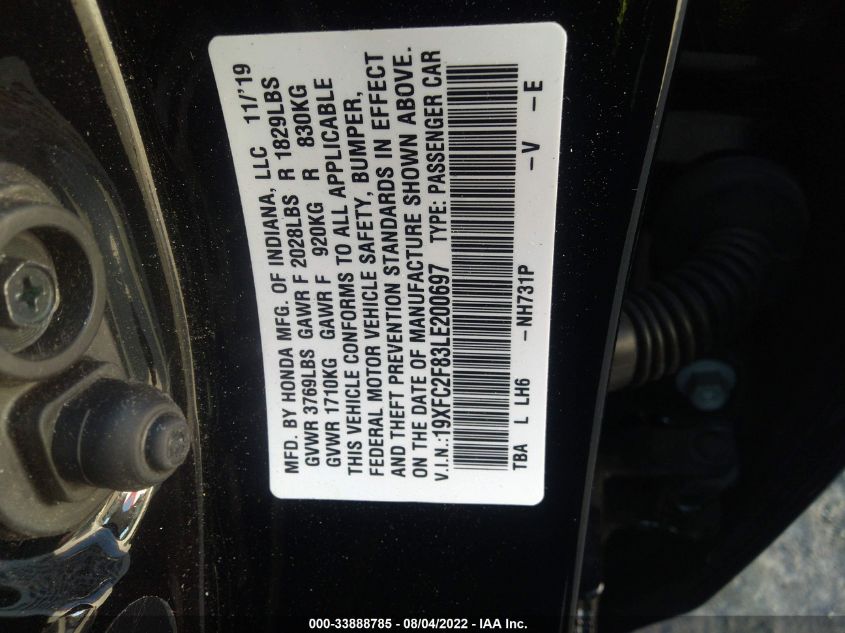 MFD. BY HONDA MFG. OF INDIANA, LLC 11/'19
GVWR 3769LBS GAWR F 2028LBS R 1829LBS
GVWR 1710KG GAWR F 920KG R 830KG
THIS VEHICLE CONFORMS TO ALL APPLICABLE
FEDERAL MOTOR VEHICLE SAFETY, BUMPER,
AND THEFT PREVENTION STANDARDS IN EFFECT
ON THE DATE OF MANUFACTURE SHOWN ABOVE.
V.I.N.:19XFC2F83LE200697 TYPE: PASSENGER CAR
TBA L LH6 -NH731P -V -E
000-33888785 - 08/04/2022 - IAA Inc.